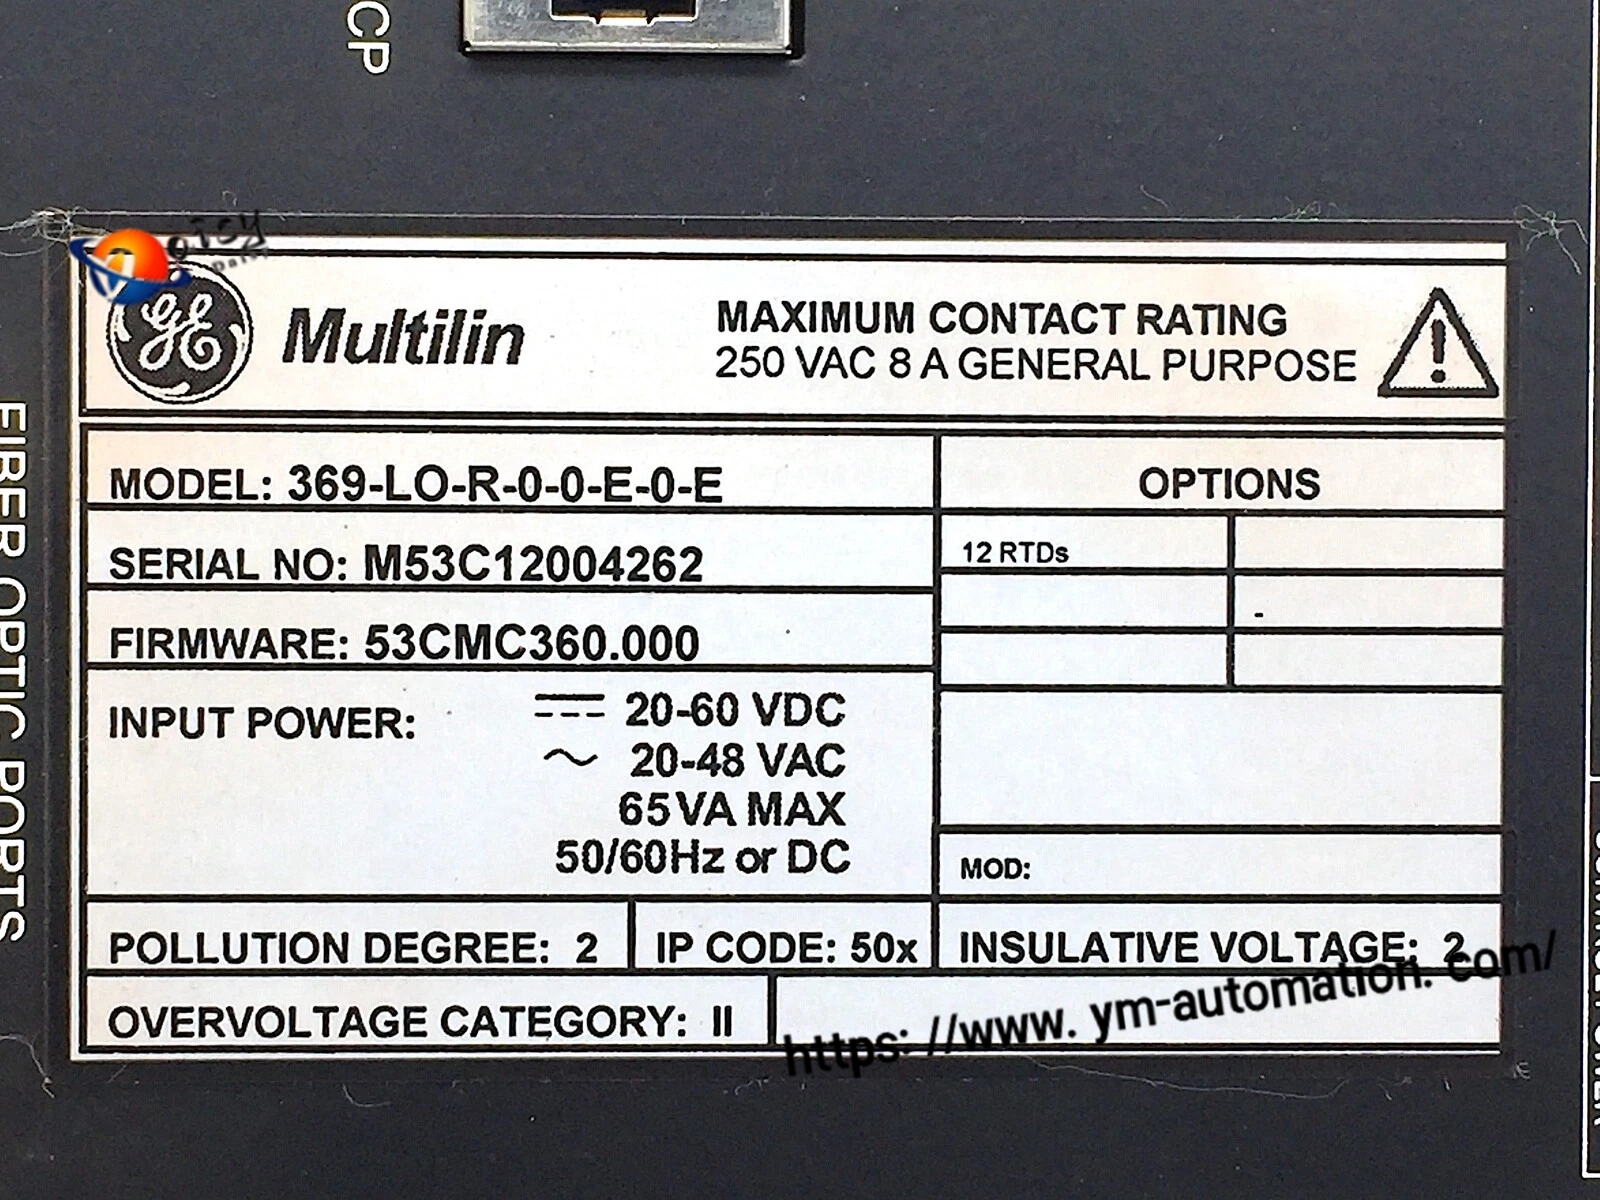 CP
GE
Multilin
MAXIMUM CONTACT RATING
250 VAC 8 A GENERAL PURPOSE
MODEL: 369-LO-R-0-0-E-0-E
SERIAL NO: M53C12004262
FIRMWARE: 53CMC360.000
INPUT POWER:
20-60 VDC
20-48 VAC
65 VA MAX
50/60Hz or DC
OPTIONS
12 RTDs
-
MOD:
POLLUTION DEGREE: 2
IP CODE: 50x
INSULATIVE VOLTAGE: 2
OVERVOLTAGE CATEGORY: II
https://www.ym-automation.com/
FIBER OPTIC PORTS